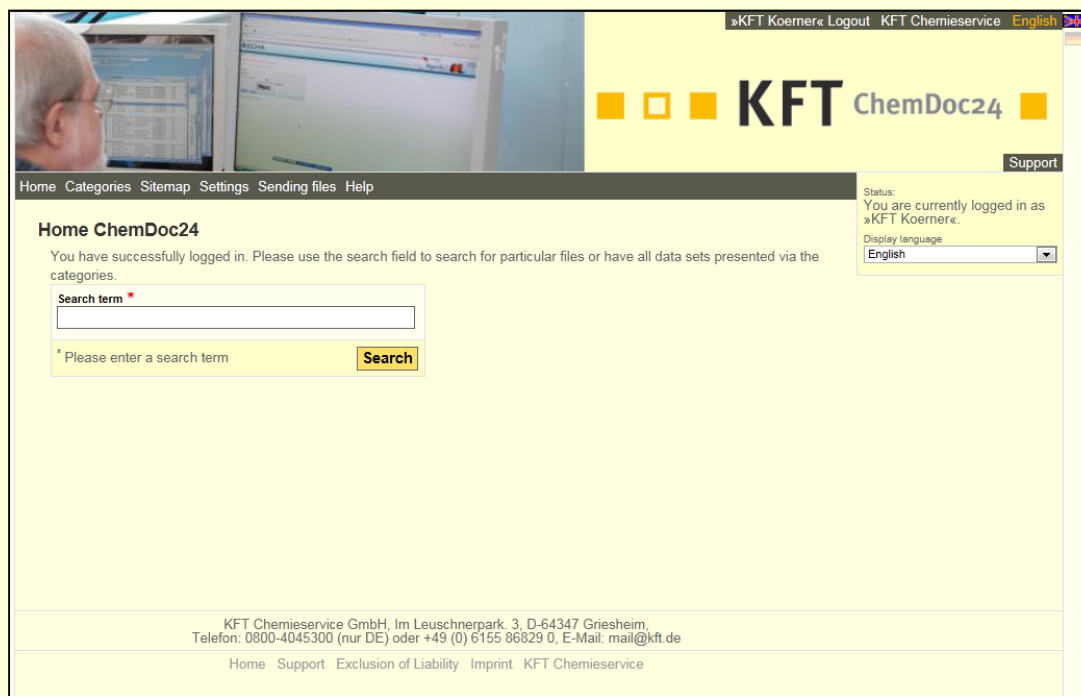 »KFT Koerner« Logout KFT Chemieservice English
ECHA
KFT ChemDoc24
Support
Home Categories Sitemap Settings Sending files Help
Status:
You are currently logged in as
»KFT Koerner«.
Display language
English
Home ChemDoc24
You have successfully logged in. Please use the search field to search for particular files or have all data sets presented via the
categories.
Search term *
* Please enter a search term
Search
KFT Chemieservice GmbH, Im Leuschnerpark. 3, D-64347 Griesheim,
Telefon: 0800-4045300 (nur DE) oder +49 (0) 6155 86829 0, E-Mail: mail@kft.de
Home Support Exclusion of Liability Imprint KFT Chemieservice